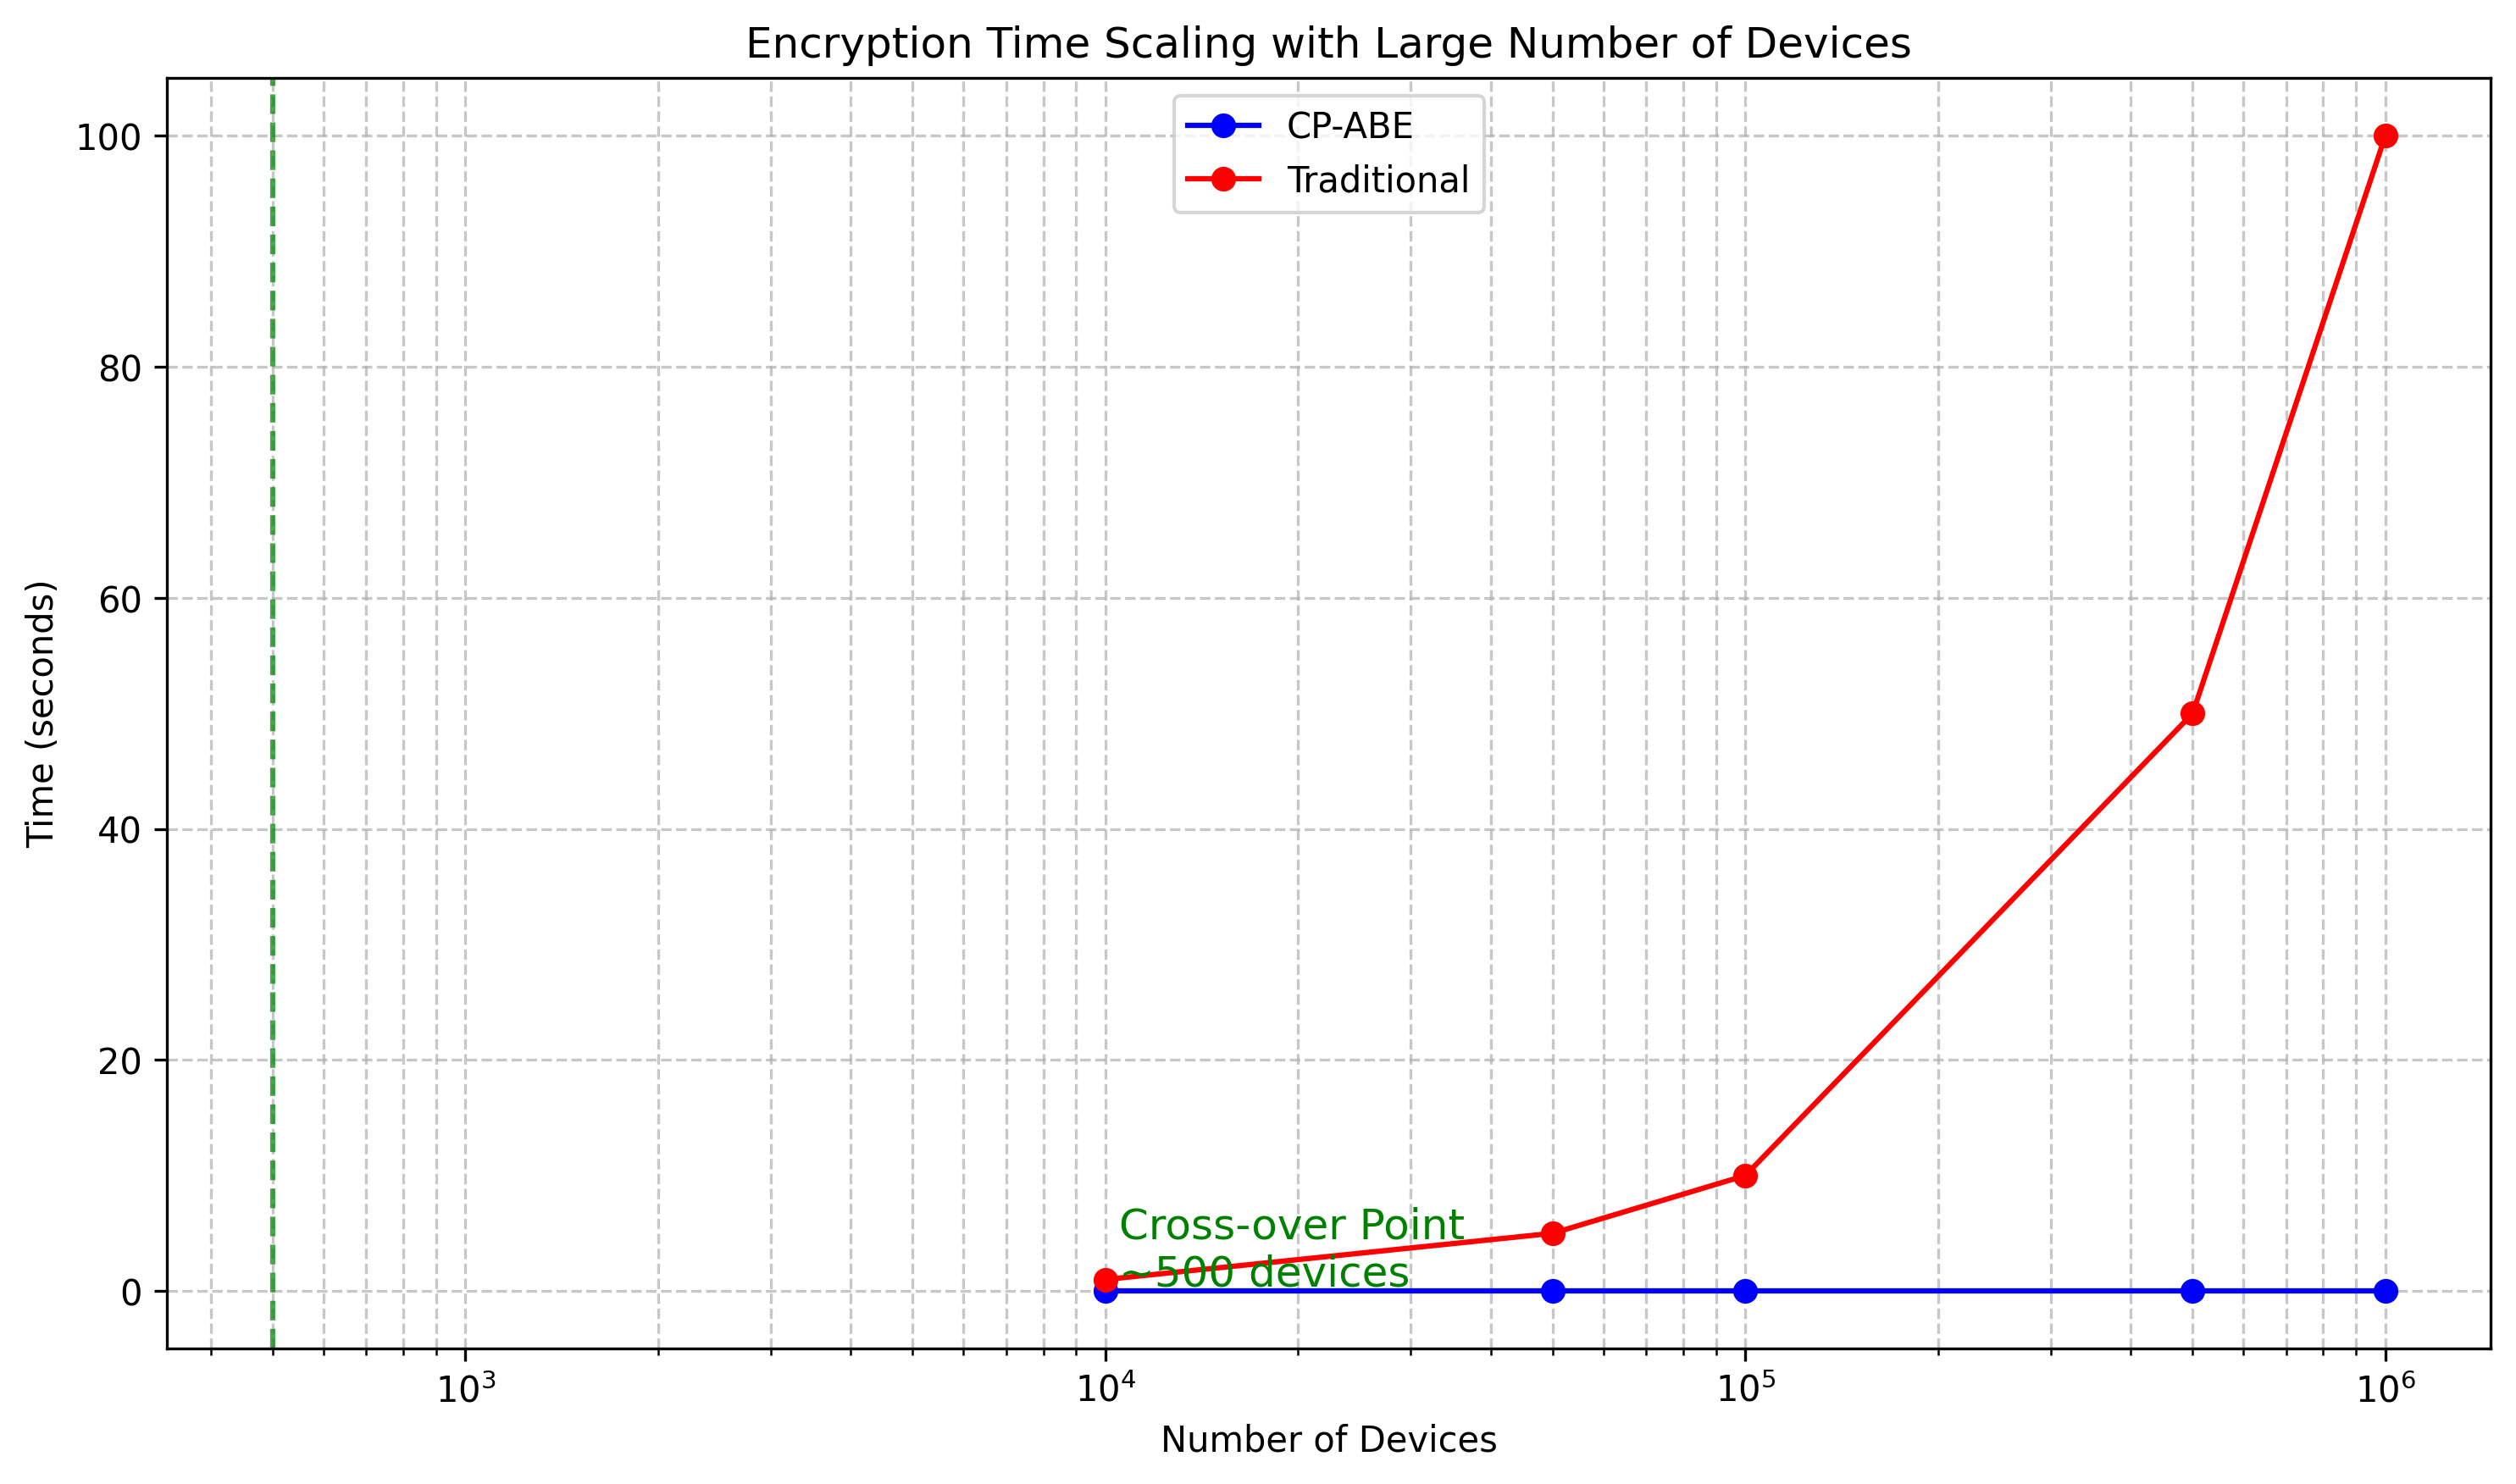 Encryption Time Scaling with Large Number of Devices
CP-ABE
Traditional
100
80
60
40
20
0
Time (seconds)
Cross-over Point
~500 devices
10³
10⁴
10⁵
10⁶
Number of Devices